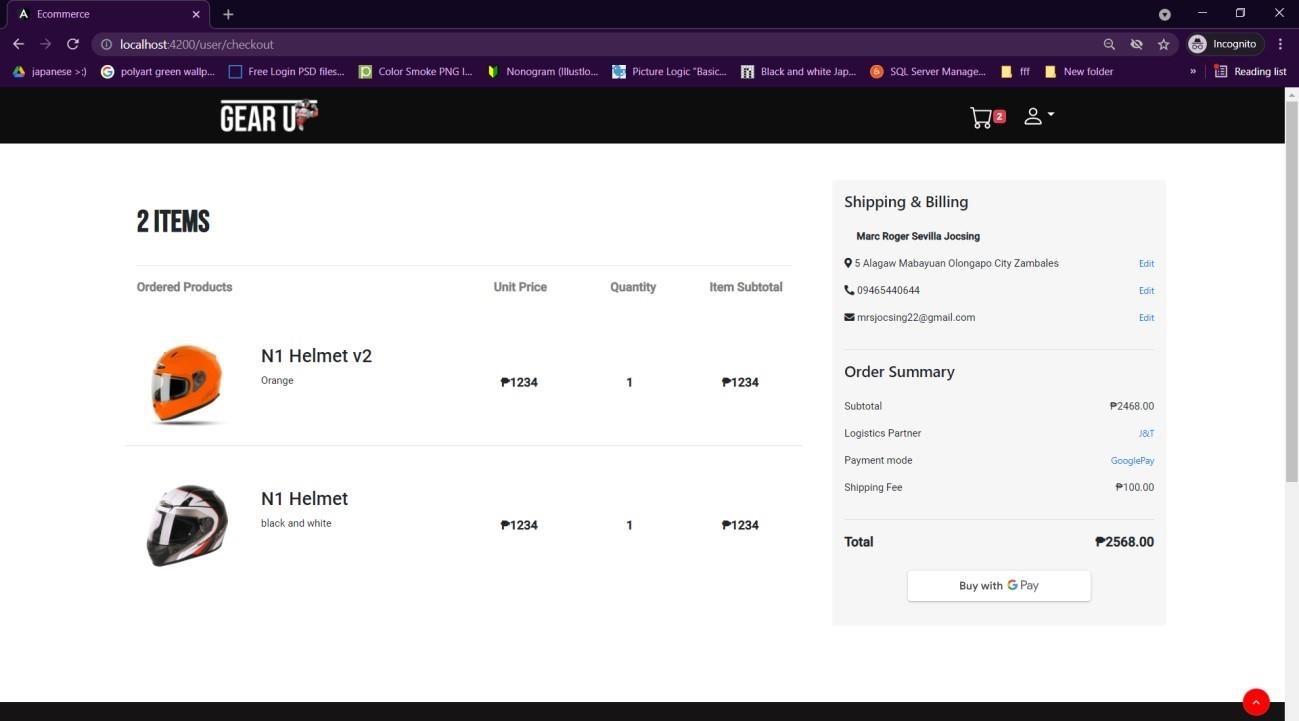 Ecommerce
localhost:4200/user/checkout
Incognito
japanese >:)
polyart green wallp...
Free Login PSD files...
Color Smoke PNG I...
Nonogram (Illustlo...
Picture Logic "Basic...
Black and white Jap...
SQL Server Manage...
fff
New folder
»
Reading list
GEAR UP
2
2 ITEMS
Ordered Products Unit Price Quantity Item Subtotal
N1 Helmet v2
Orange
₱1234 1 ₱1234
N1 Helmet
black and white
₱1234 1 ₱1234
Shipping & Billing
Marc Roger Sevilla Jocsing
5 Alagaw Mabayuan Olongapo City Zambales Edit
09465440644 Edit
mrsjocsing22@gmail.com Edit
Order Summary
Subtotal ₱2468.00
Logistics Partner J&T
Payment mode GooglePay
Shipping Fee ₱100.00
Total ₱2568.00
Buy with G Pay